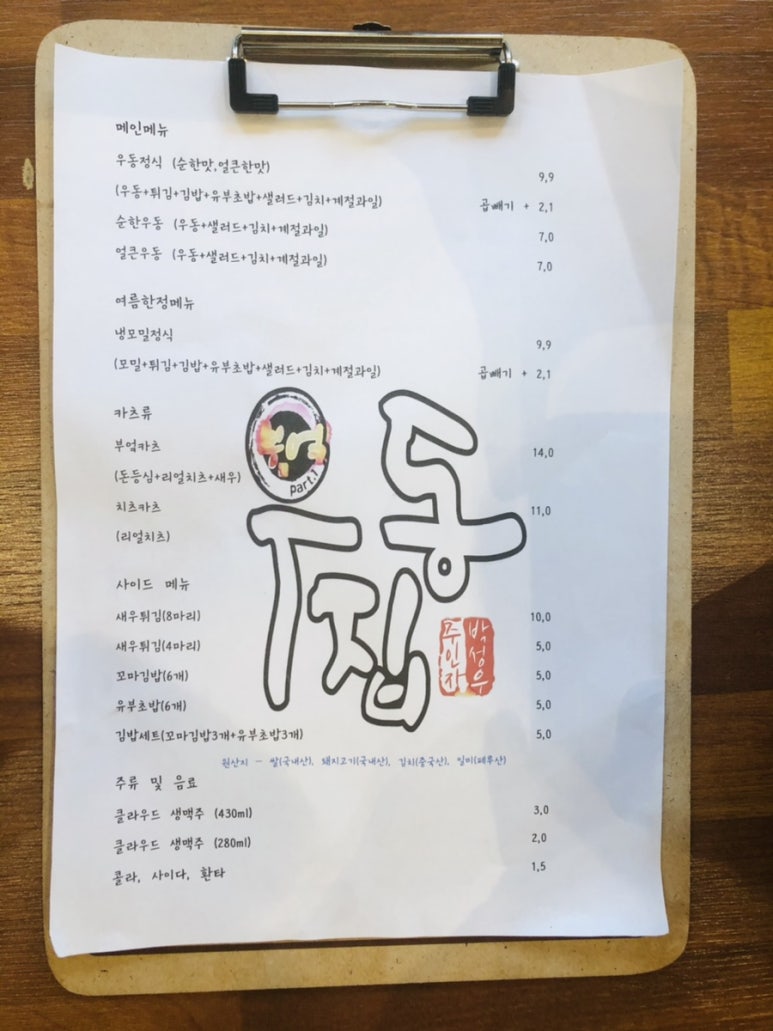 메인메뉴
우동정식 (순한맛,얼큰한맛) 9,9
(우동+튀김+김밥+유부초밥+샐러드+김치+계절과일) 곱빼기 + 2,1
순한우동 (우동+샐러드+김치+계절과일) 7,0
얼큰우동 (우동+샐러드+김치+계절과일) 7,0
여름한정메뉴
냉모밀정식 9,9
(모밀+튀김+김밥+유부초밥+샐러드+김치+계절과일) 곱빼기 + 2,1
카츠류
부엌카츠 14,0
(돈등심+리얼치츠+새우)
치츠카츠 11,0
(리얼치츠)
부엌
part.1
우동집
주인장
박성우
사이드 메뉴
새우튀김(8마리) 10,0
새우튀김(4마리) 5,0
꼬마김밥(6개) 5,0
유부초밥(6개) 5,0
김밥세트(꼬마김밥3개+유부초밥3개) 5,0
원산지 - 쌀(국내산), 돼지고기(국내산), 김치(중국산), 일미(페루산)
주류 및 음료
클라우드 생맥주 (430ml) 3,0
클라우드 생맥주 (280ml) 2,0
콜라, 사이다, 환타 1,5